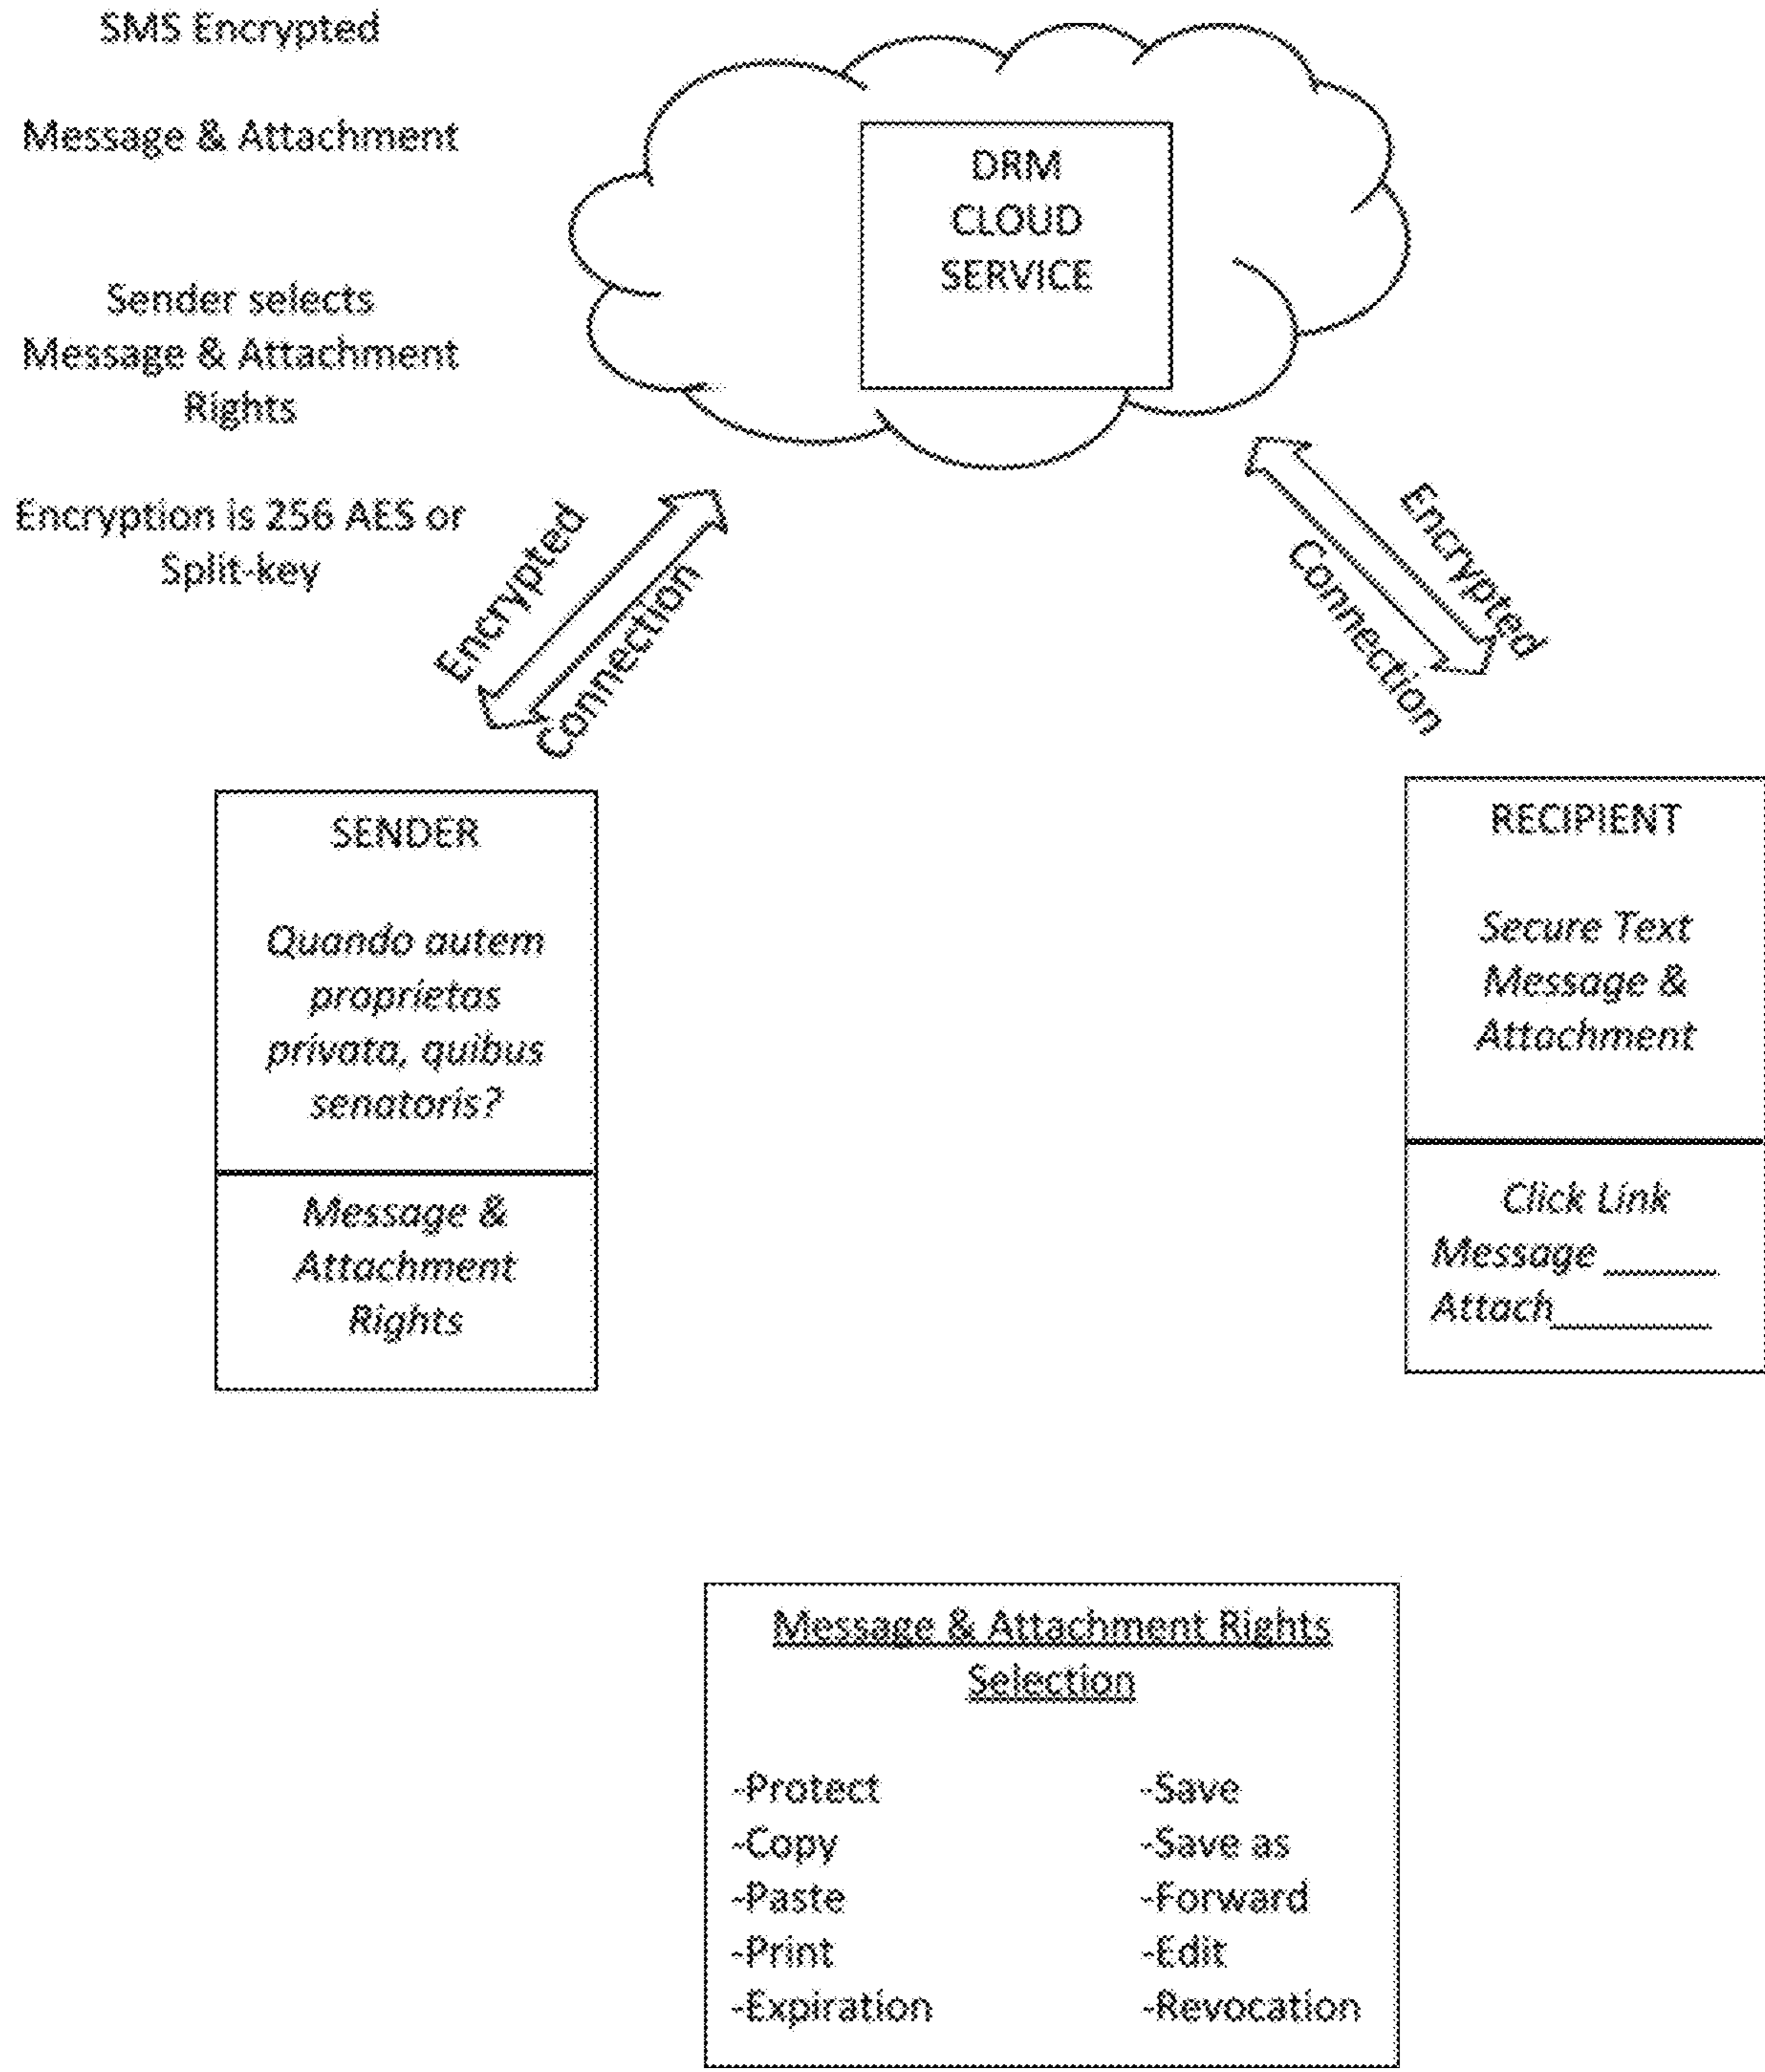 SMS Encrypted
Message & Attachment
Sender selects
Message & Attachment
Rights
Encryption is 256 AES or
Split-key
DRM
CLOUD
SERVICE
Encrypted
Connection
Encrypted
Connection
SENDER
Quando autem
proprietas
privata, quibus
senatoris?
Message &
Attachment
Rights
RECIPIENT
Secure Text
Message &
Attachment
Click Link
Message ______
Attach________
Message & Attachment Rights
Selection
-Protect
-Copy
-Paste
-Print
-Expiration
-Save
-Save as
-Forward
-Edit
-Revocation